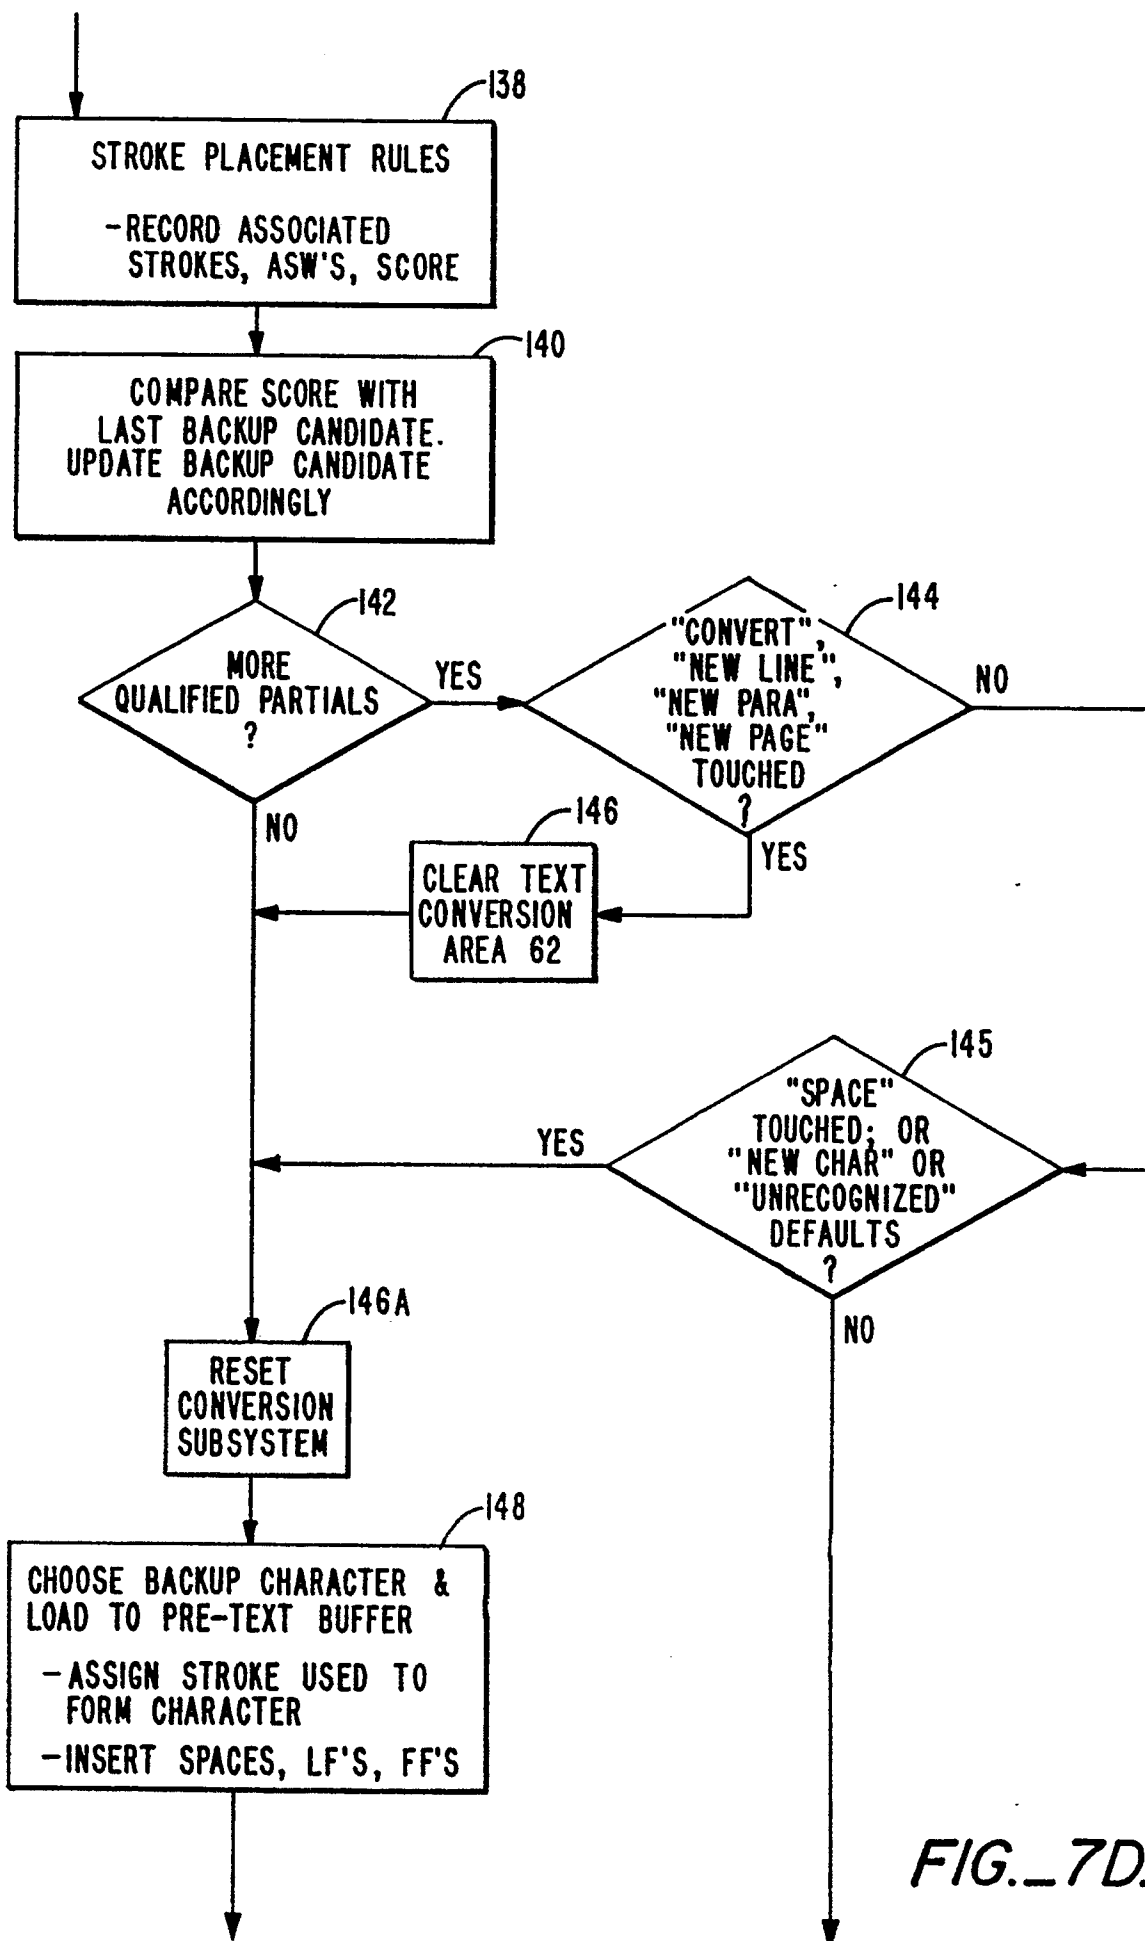 138
STROKE PLACEMENT RULES
-RECORD ASSOCIATED
STROKES, ASW'S, SCORE
140
COMPARE SCORE WITH
LAST BACKUP CANDIDATE.
UPDATE BACKUP CANDIDATE
ACCORDINGLY
142
MORE
QUALIFIED PARTIALS
?
YES
NO
144
"CONVERT",
"NEW LINE",
"NEW PARA",
"NEW PAGE"
TOUCHED
?
NO
YES
146
CLEAR TEXT
CONVERSION
AREA 62
145
"SPACE"
TOUCHED; OR
"NEW CHAR" OR
"UNRECOGNIZED"
DEFAULTS
?
YES
NO
146A
RESET
CONVERSION
SUBSYSTEM
148
CHOOSE BACKUP CHARACTER &
LOAD TO PRE-TEXT BUFFER
-ASSIGN STROKE USED TO
FORM CHARACTER
-INSERT SPACES, LF'S, FF'S
FIG._7D.